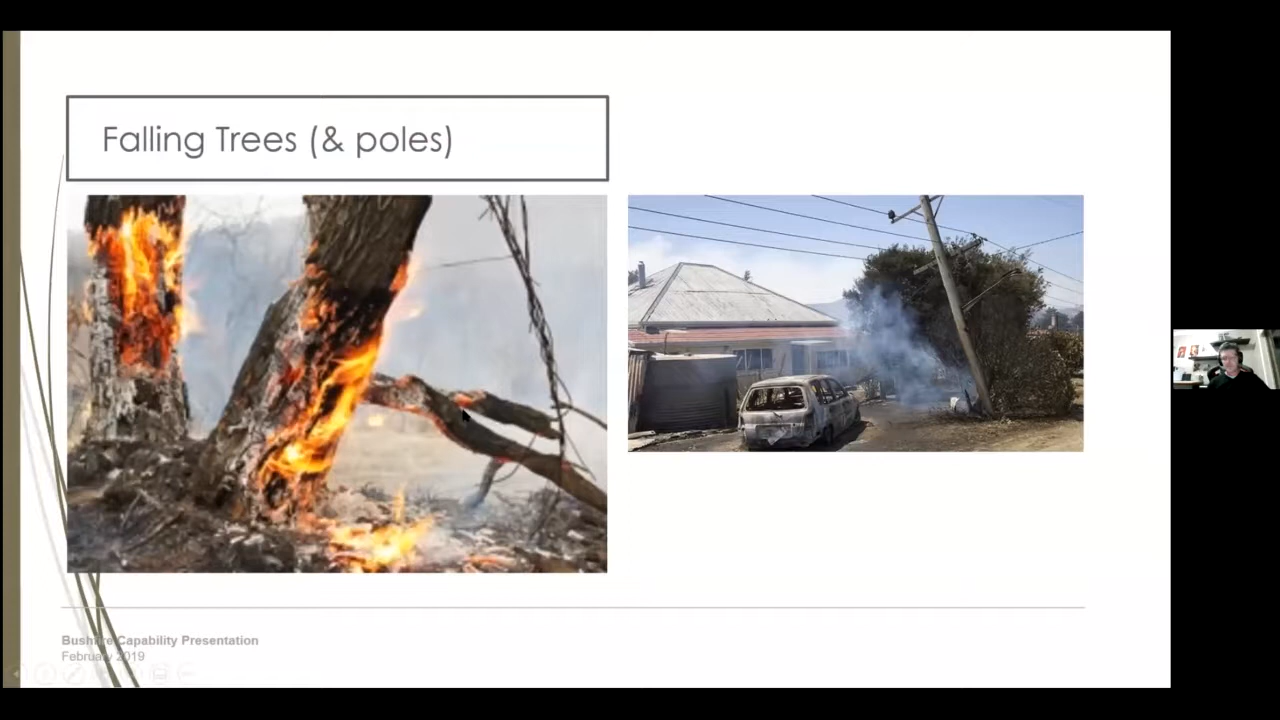 Falling Trees (& poles)
Bushfire Capability Presentation
February 2019